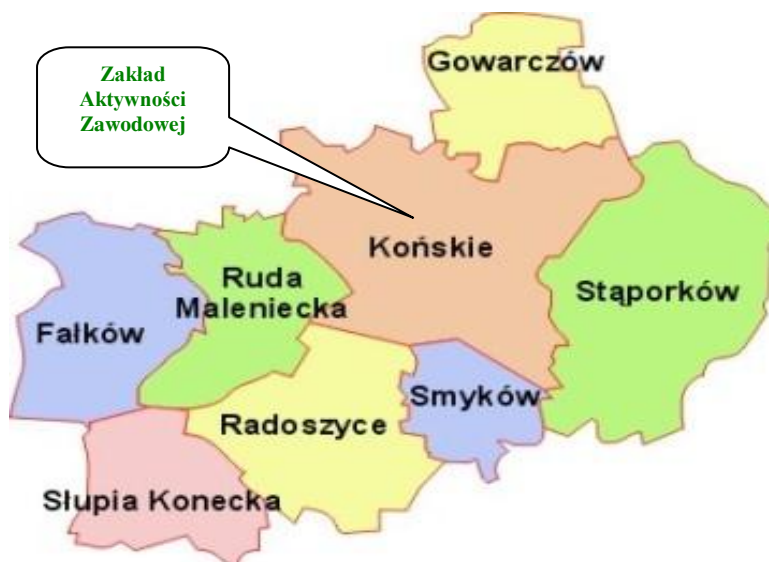 Zakład
Aktywności
Zawodowej
Gowarczów
Końskie
Ruda
Maleniecka
Stąporków
Fałków
Smyków
Radoszyce
Słupia Konecka